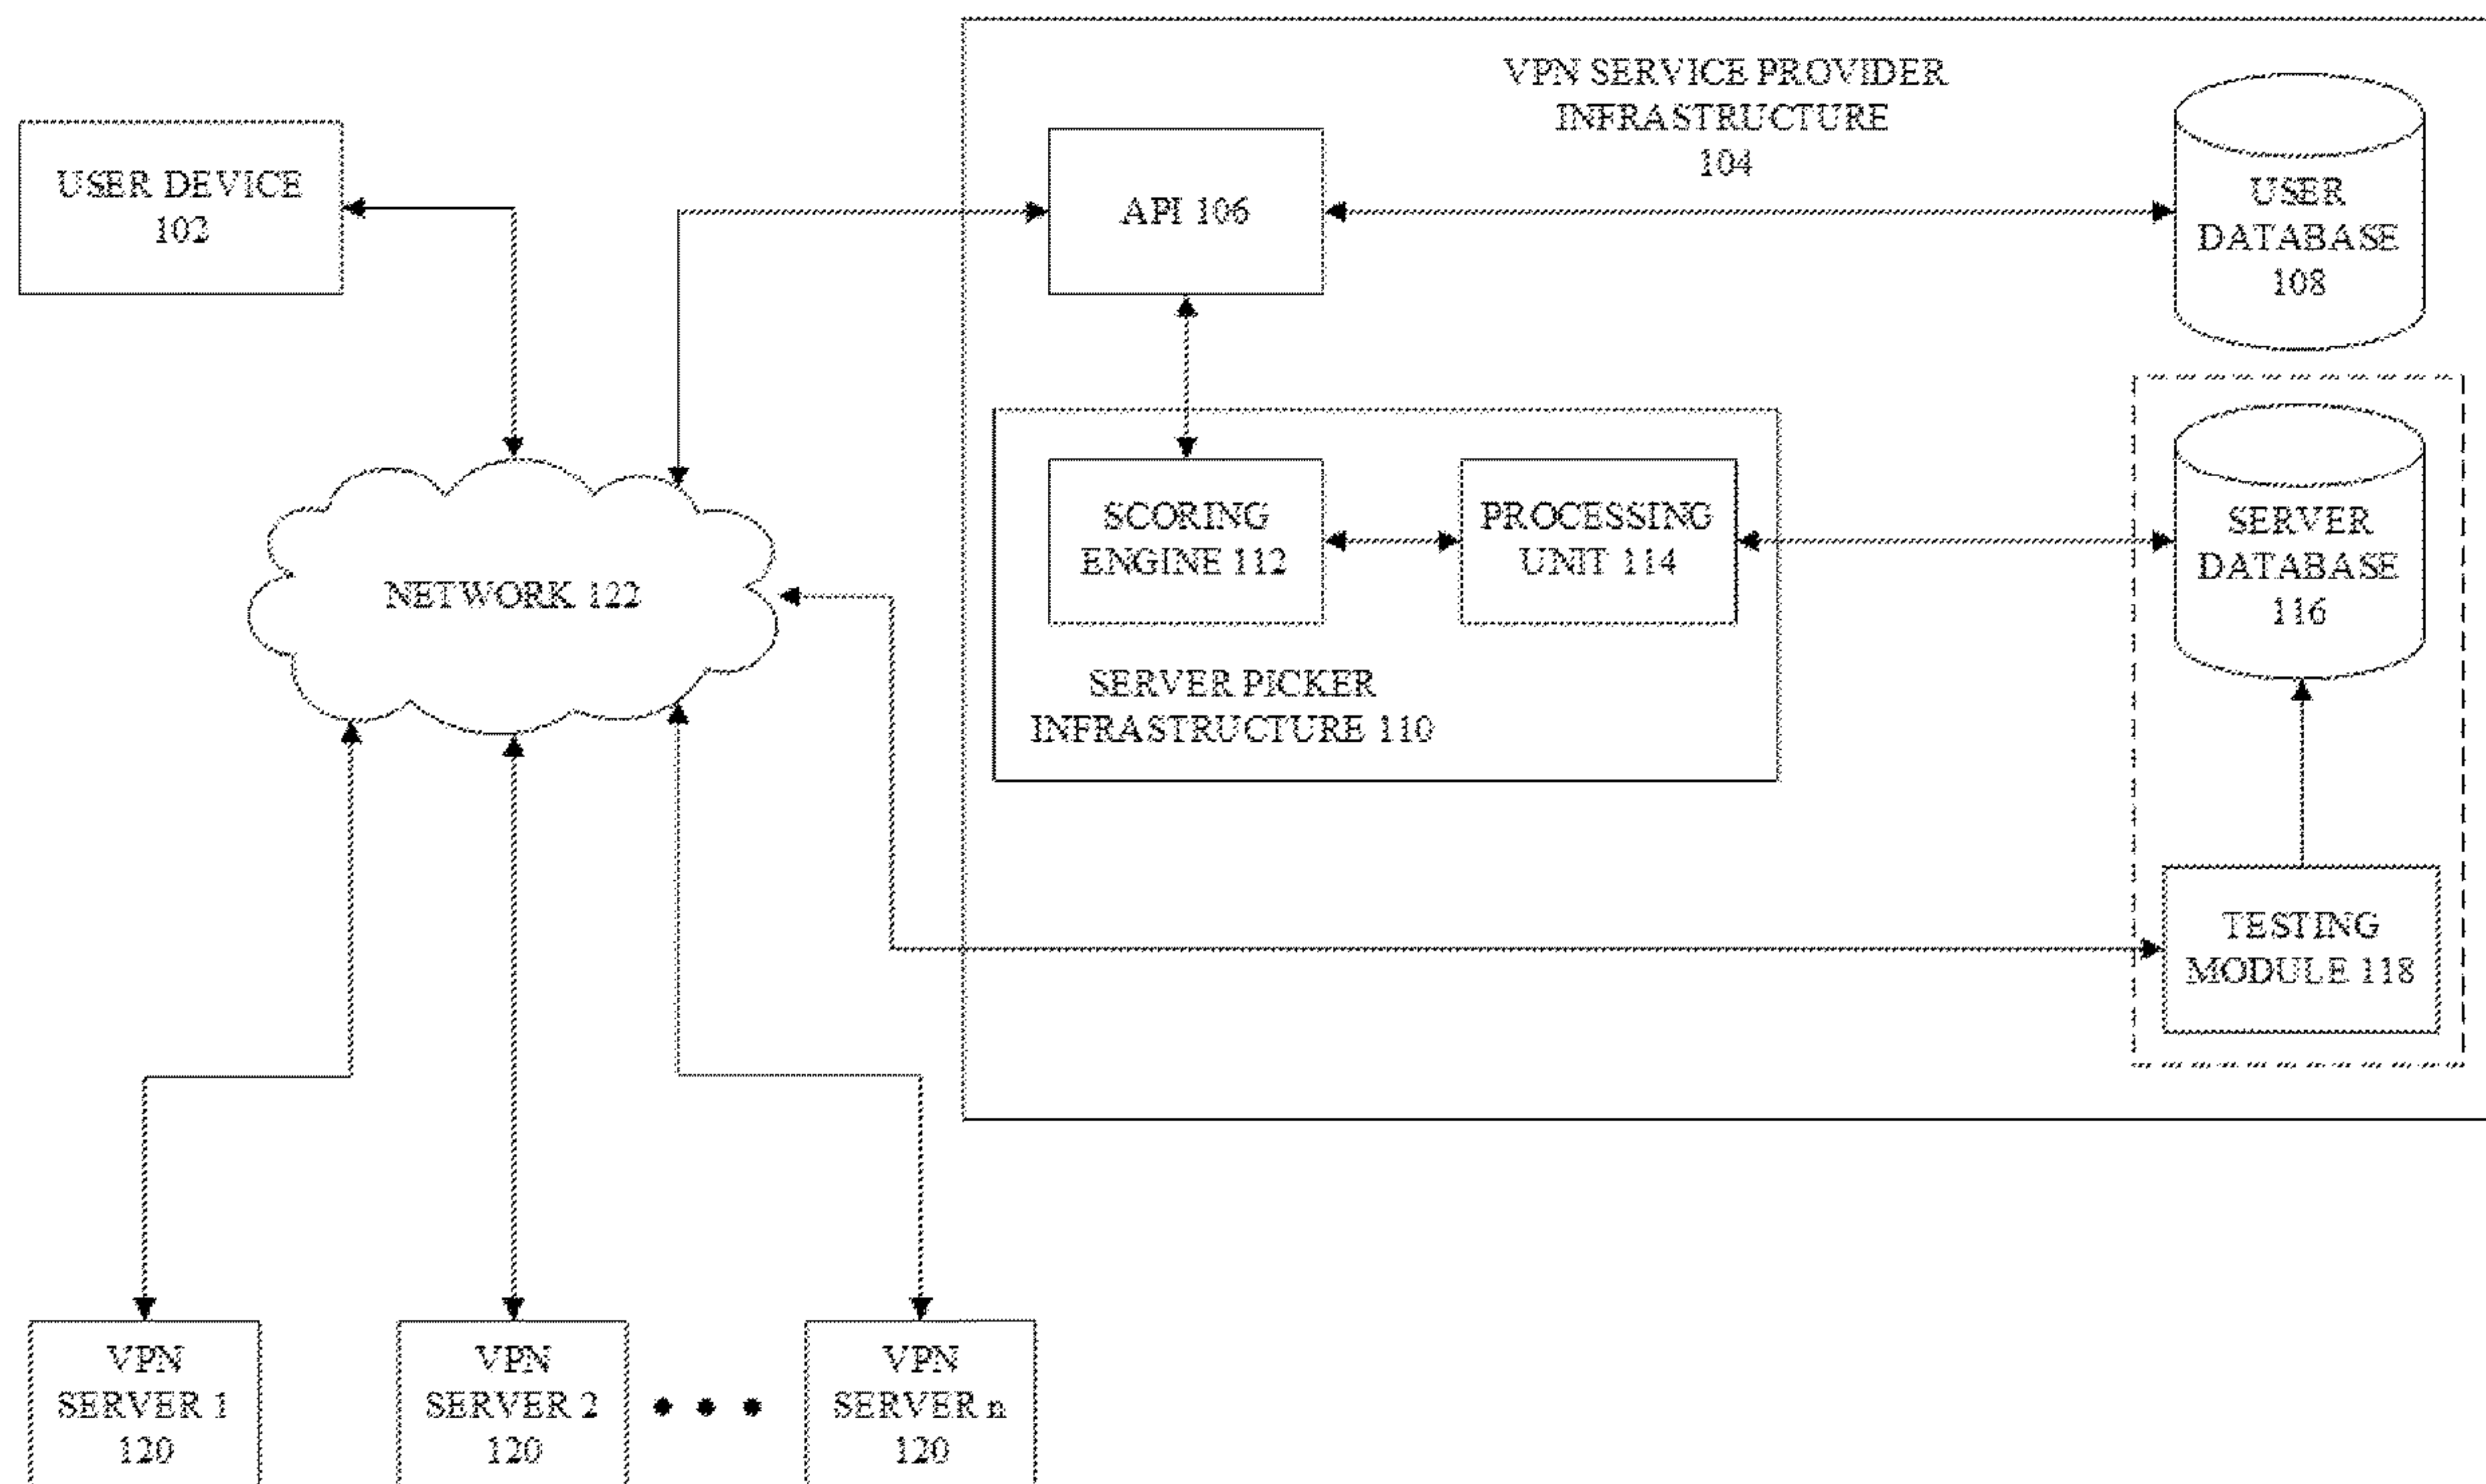 VPN SERVICE PROVIDER
INFRASTRUCTURE
104
USER DEVICE
102
API 106
USER
DATABASE
108
SCORING
ENGINE 112
PROCESSING
UNIT 114
SERVER
DATABASE
116
NETWORK 122
SERVER PICKER
INFRASTRUCTURE 110
TESTING
MODULE 118
VPN
SERVER 1
120
VPN
SERVER 2
120
VPN
SERVER n
120